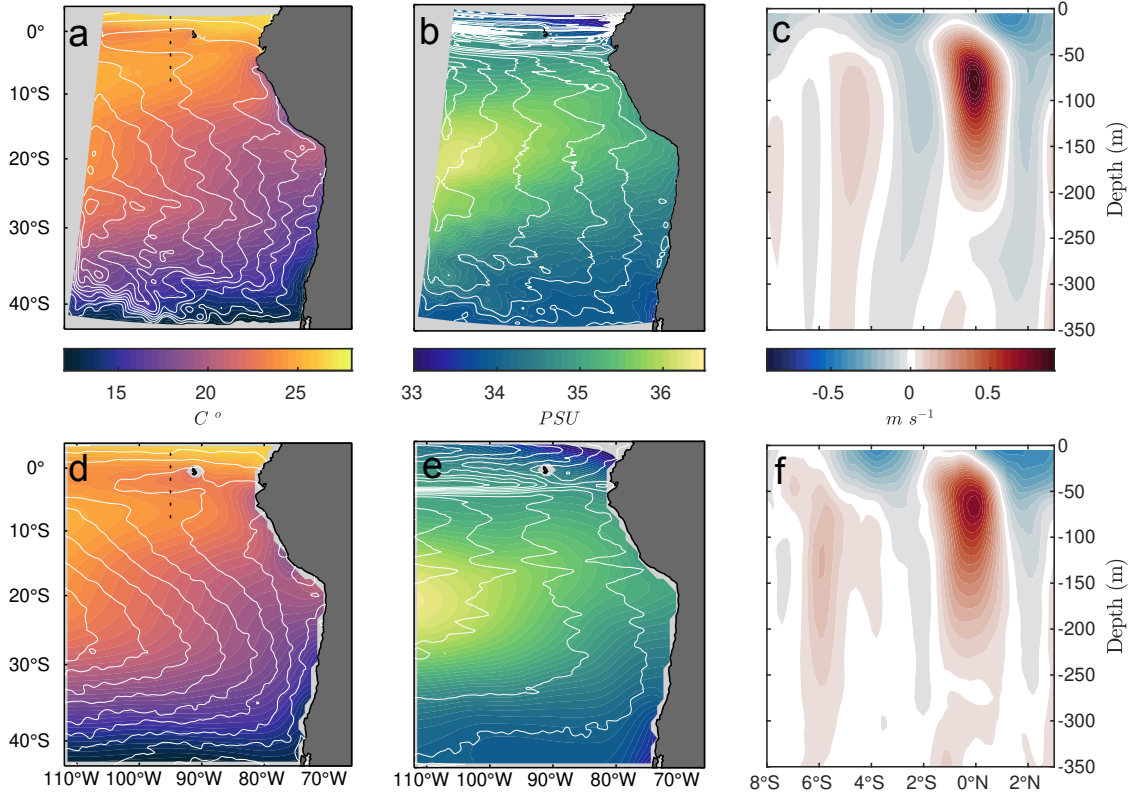 a
b
c
0°
10°S
20°S
30°S
40°S
0
-50
-100
-150
-200
-250
-300
-350
Depth (m)
15
20
25
C °
33
34
35
36
PSU
-0.5
0
0.5
m s⁻¹
d
e
f
0°
10°S
20°S
30°S
40°S
110°W
100°W
90°W
80°W
70°W
110°W
100°W
90°W
80°W
70°W
8°S
6°S
4°S
2°S
0°N
2°N
0
-50
-100
-150
-200
-250
-300
-350
Depth (m)